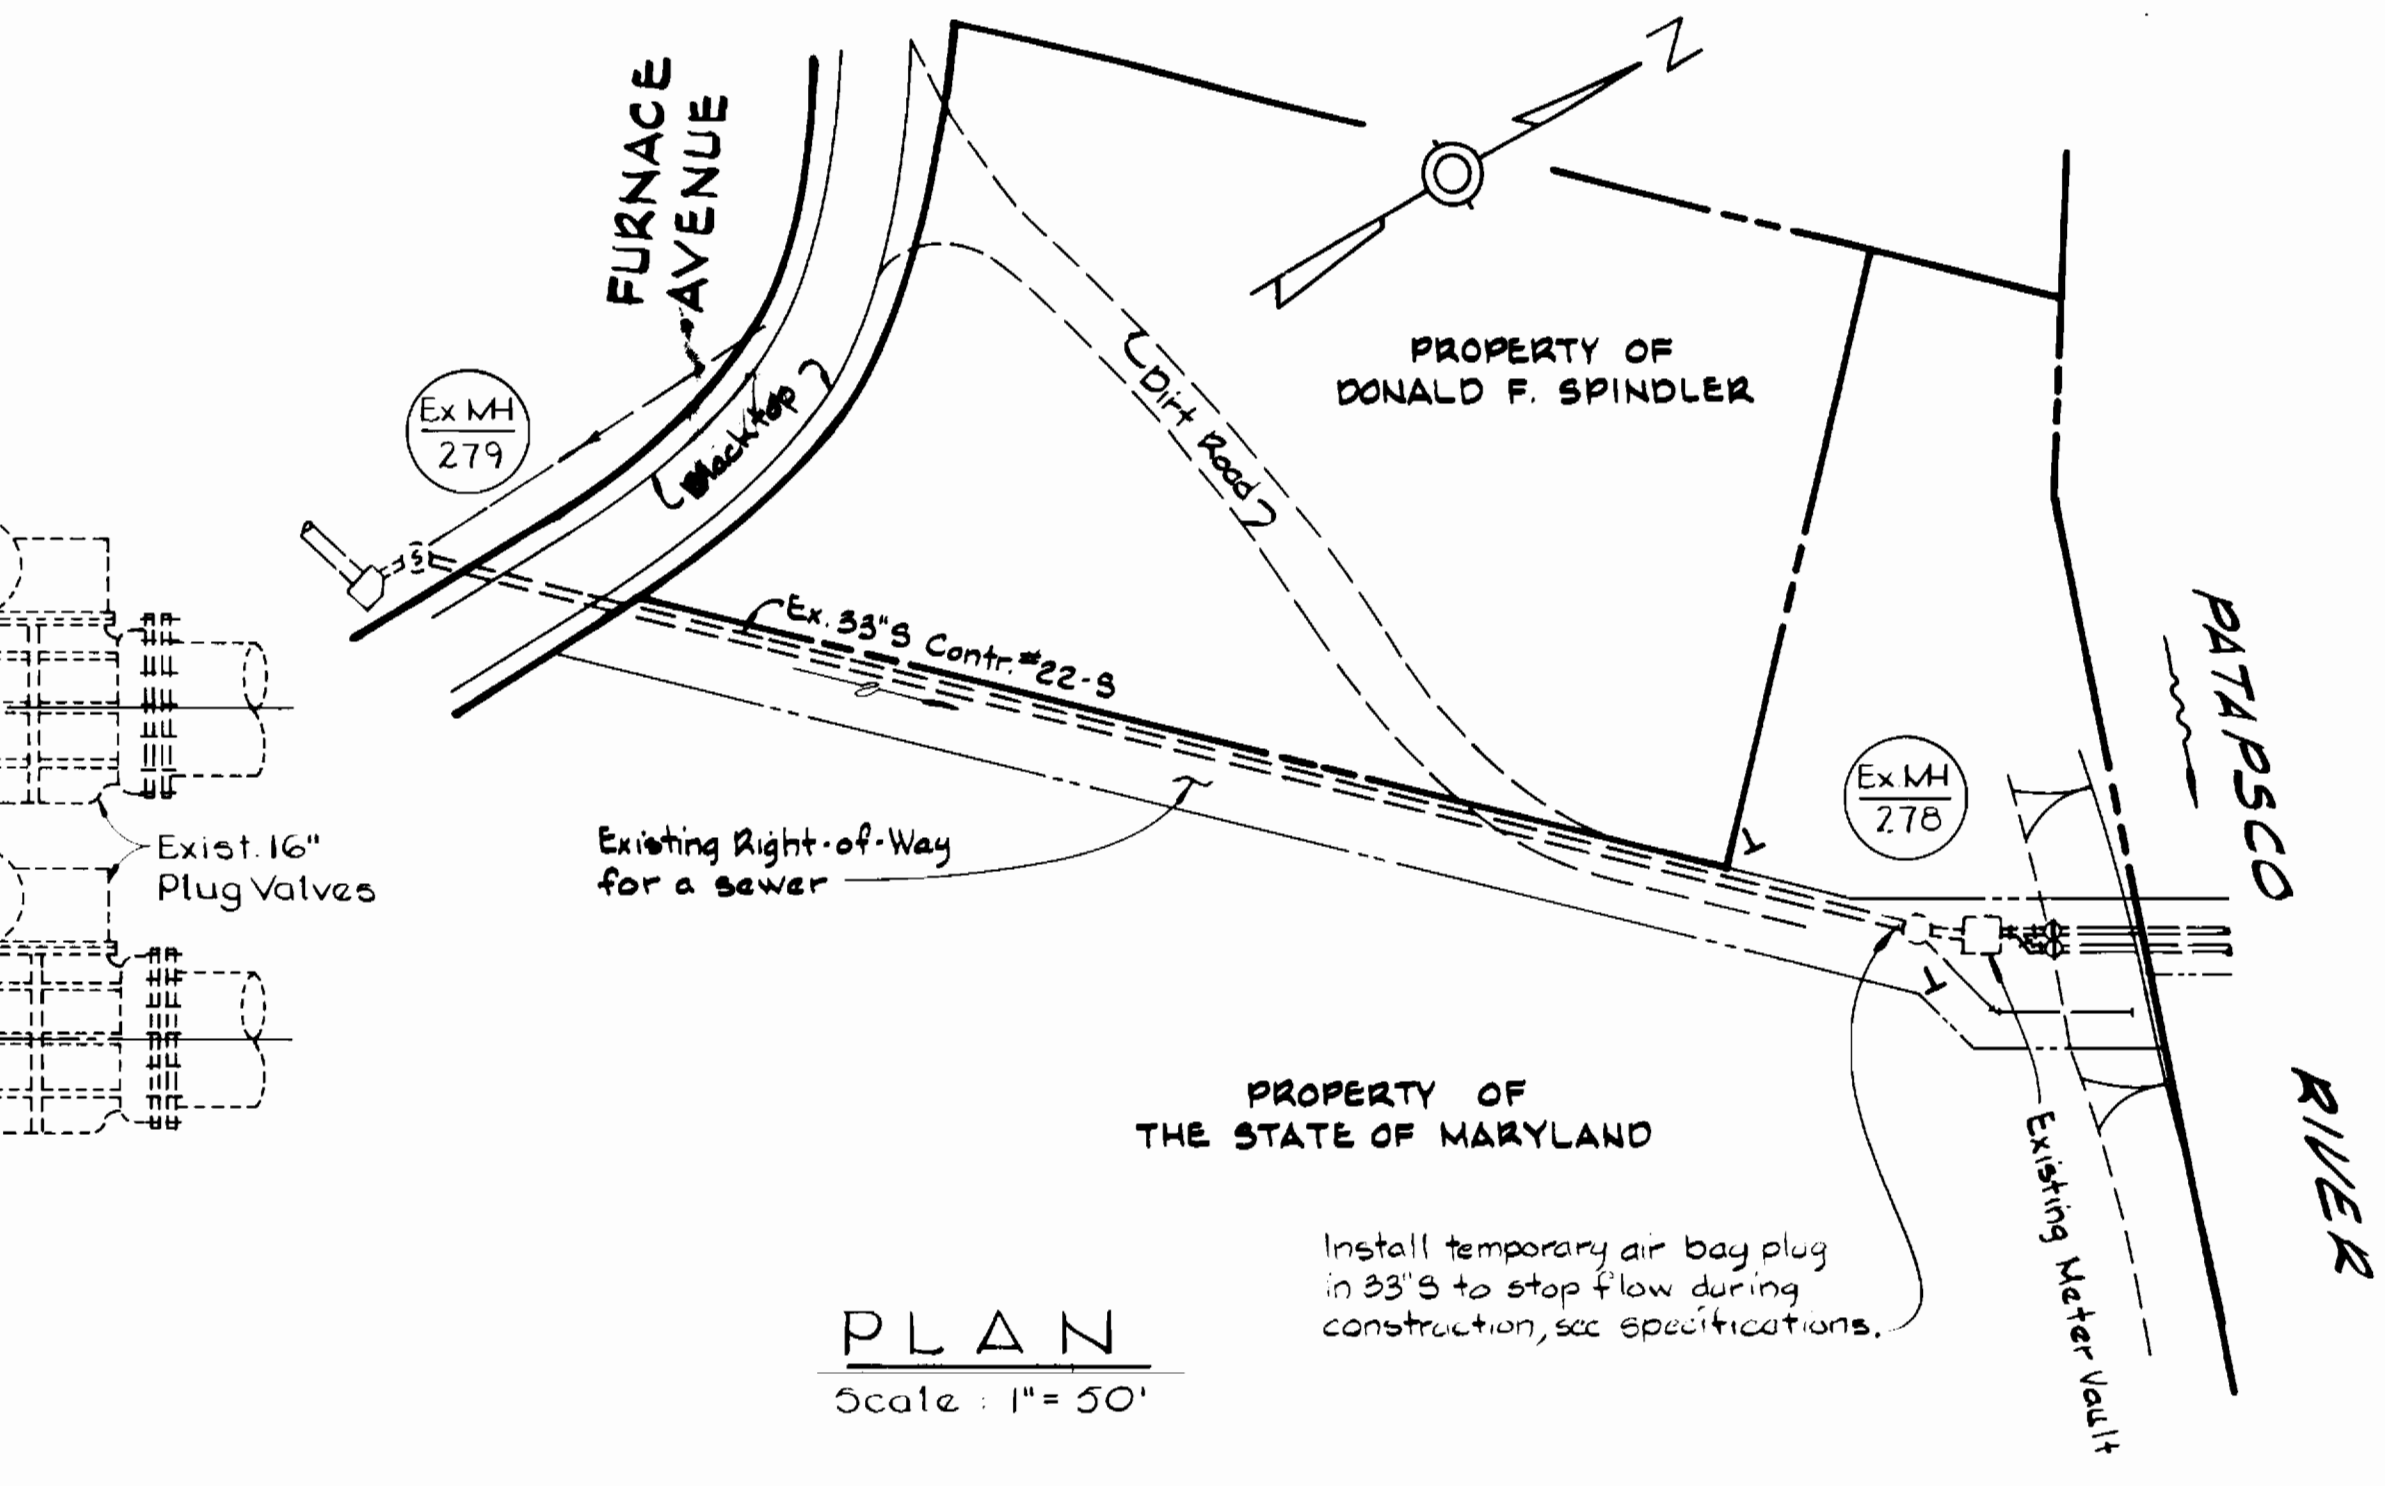 N
FURNACE
AVENUE
Ex MH
279
(Blacktop)
(Dirt Road)
PROPERTY OF
DONALD F. SPINDLER
S
Ex. 33"S Contr. #22-S
PATAPSCO
RIVER
Ex. MH
278
Exist. 16"
Plug Valves
Existing Right-of-Way
for a sewer
PROPERTY OF
THE STATE OF MARYLAND
Existing Meter Vault
Install temporary air bay plug
in 33"S to stop flow during
construction, see specifications.
PLAN
Scale : 1" = 50'